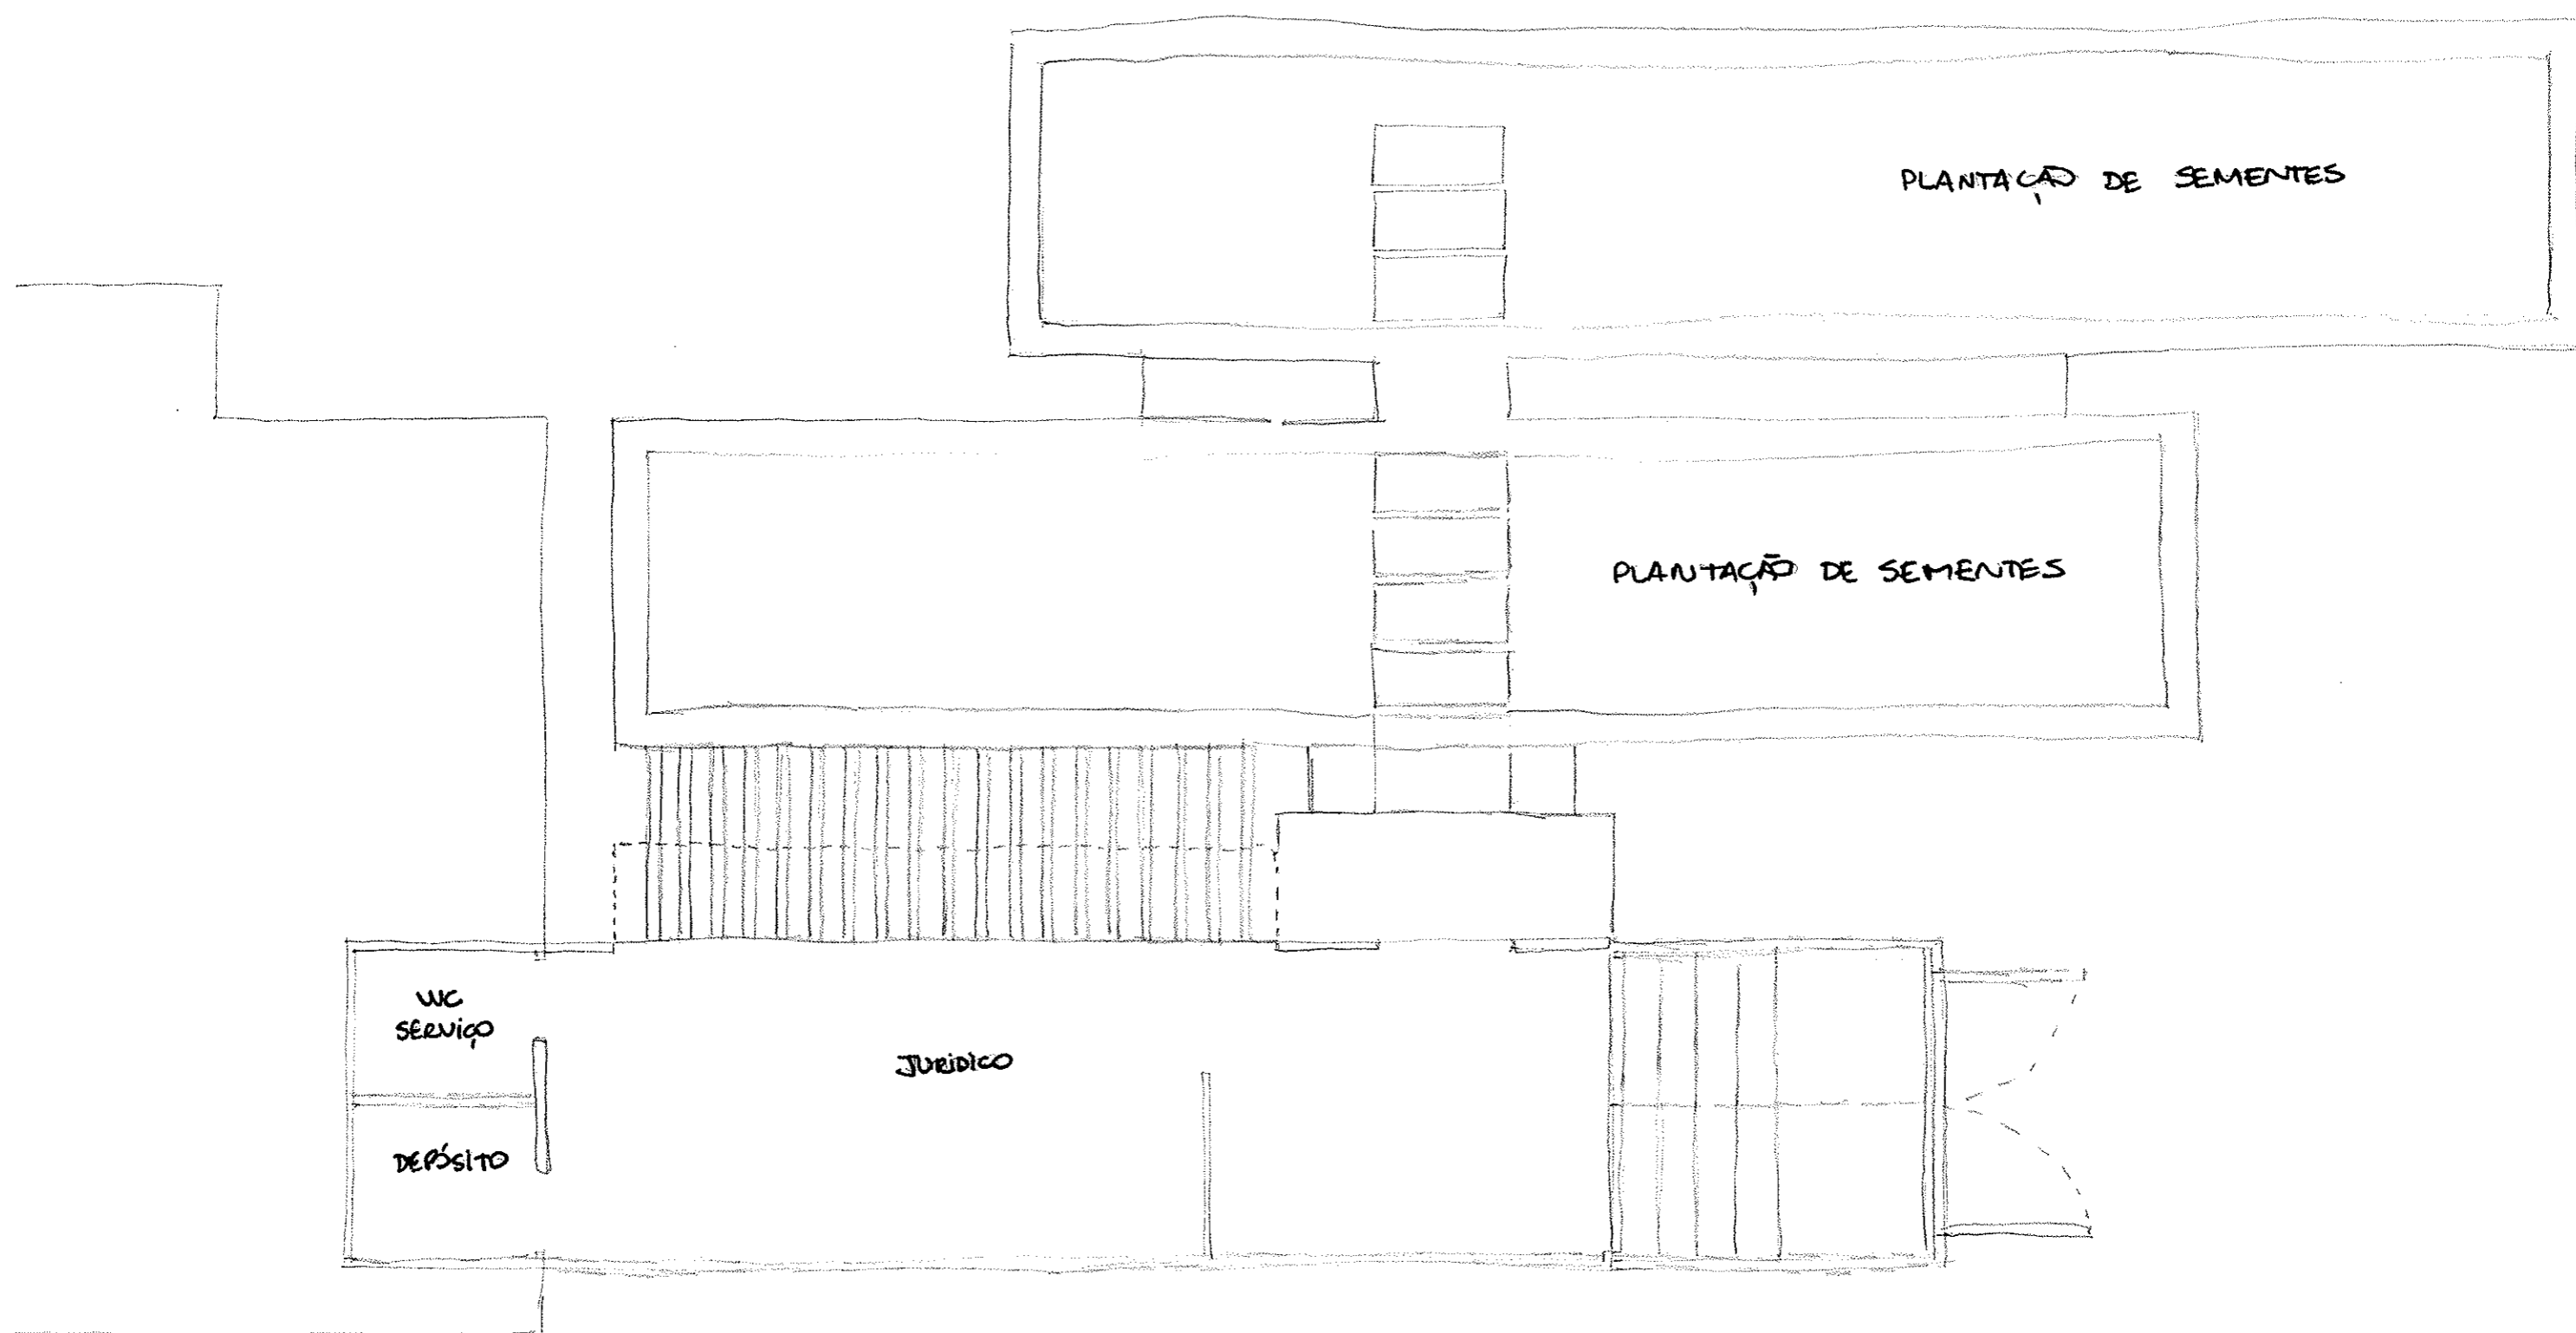 PLANTAÇÃO DE SEMENTES
PLANTAÇÃO DE SEMENTES
WC
SERVIÇO
JURIDICO
DEPÓSITO